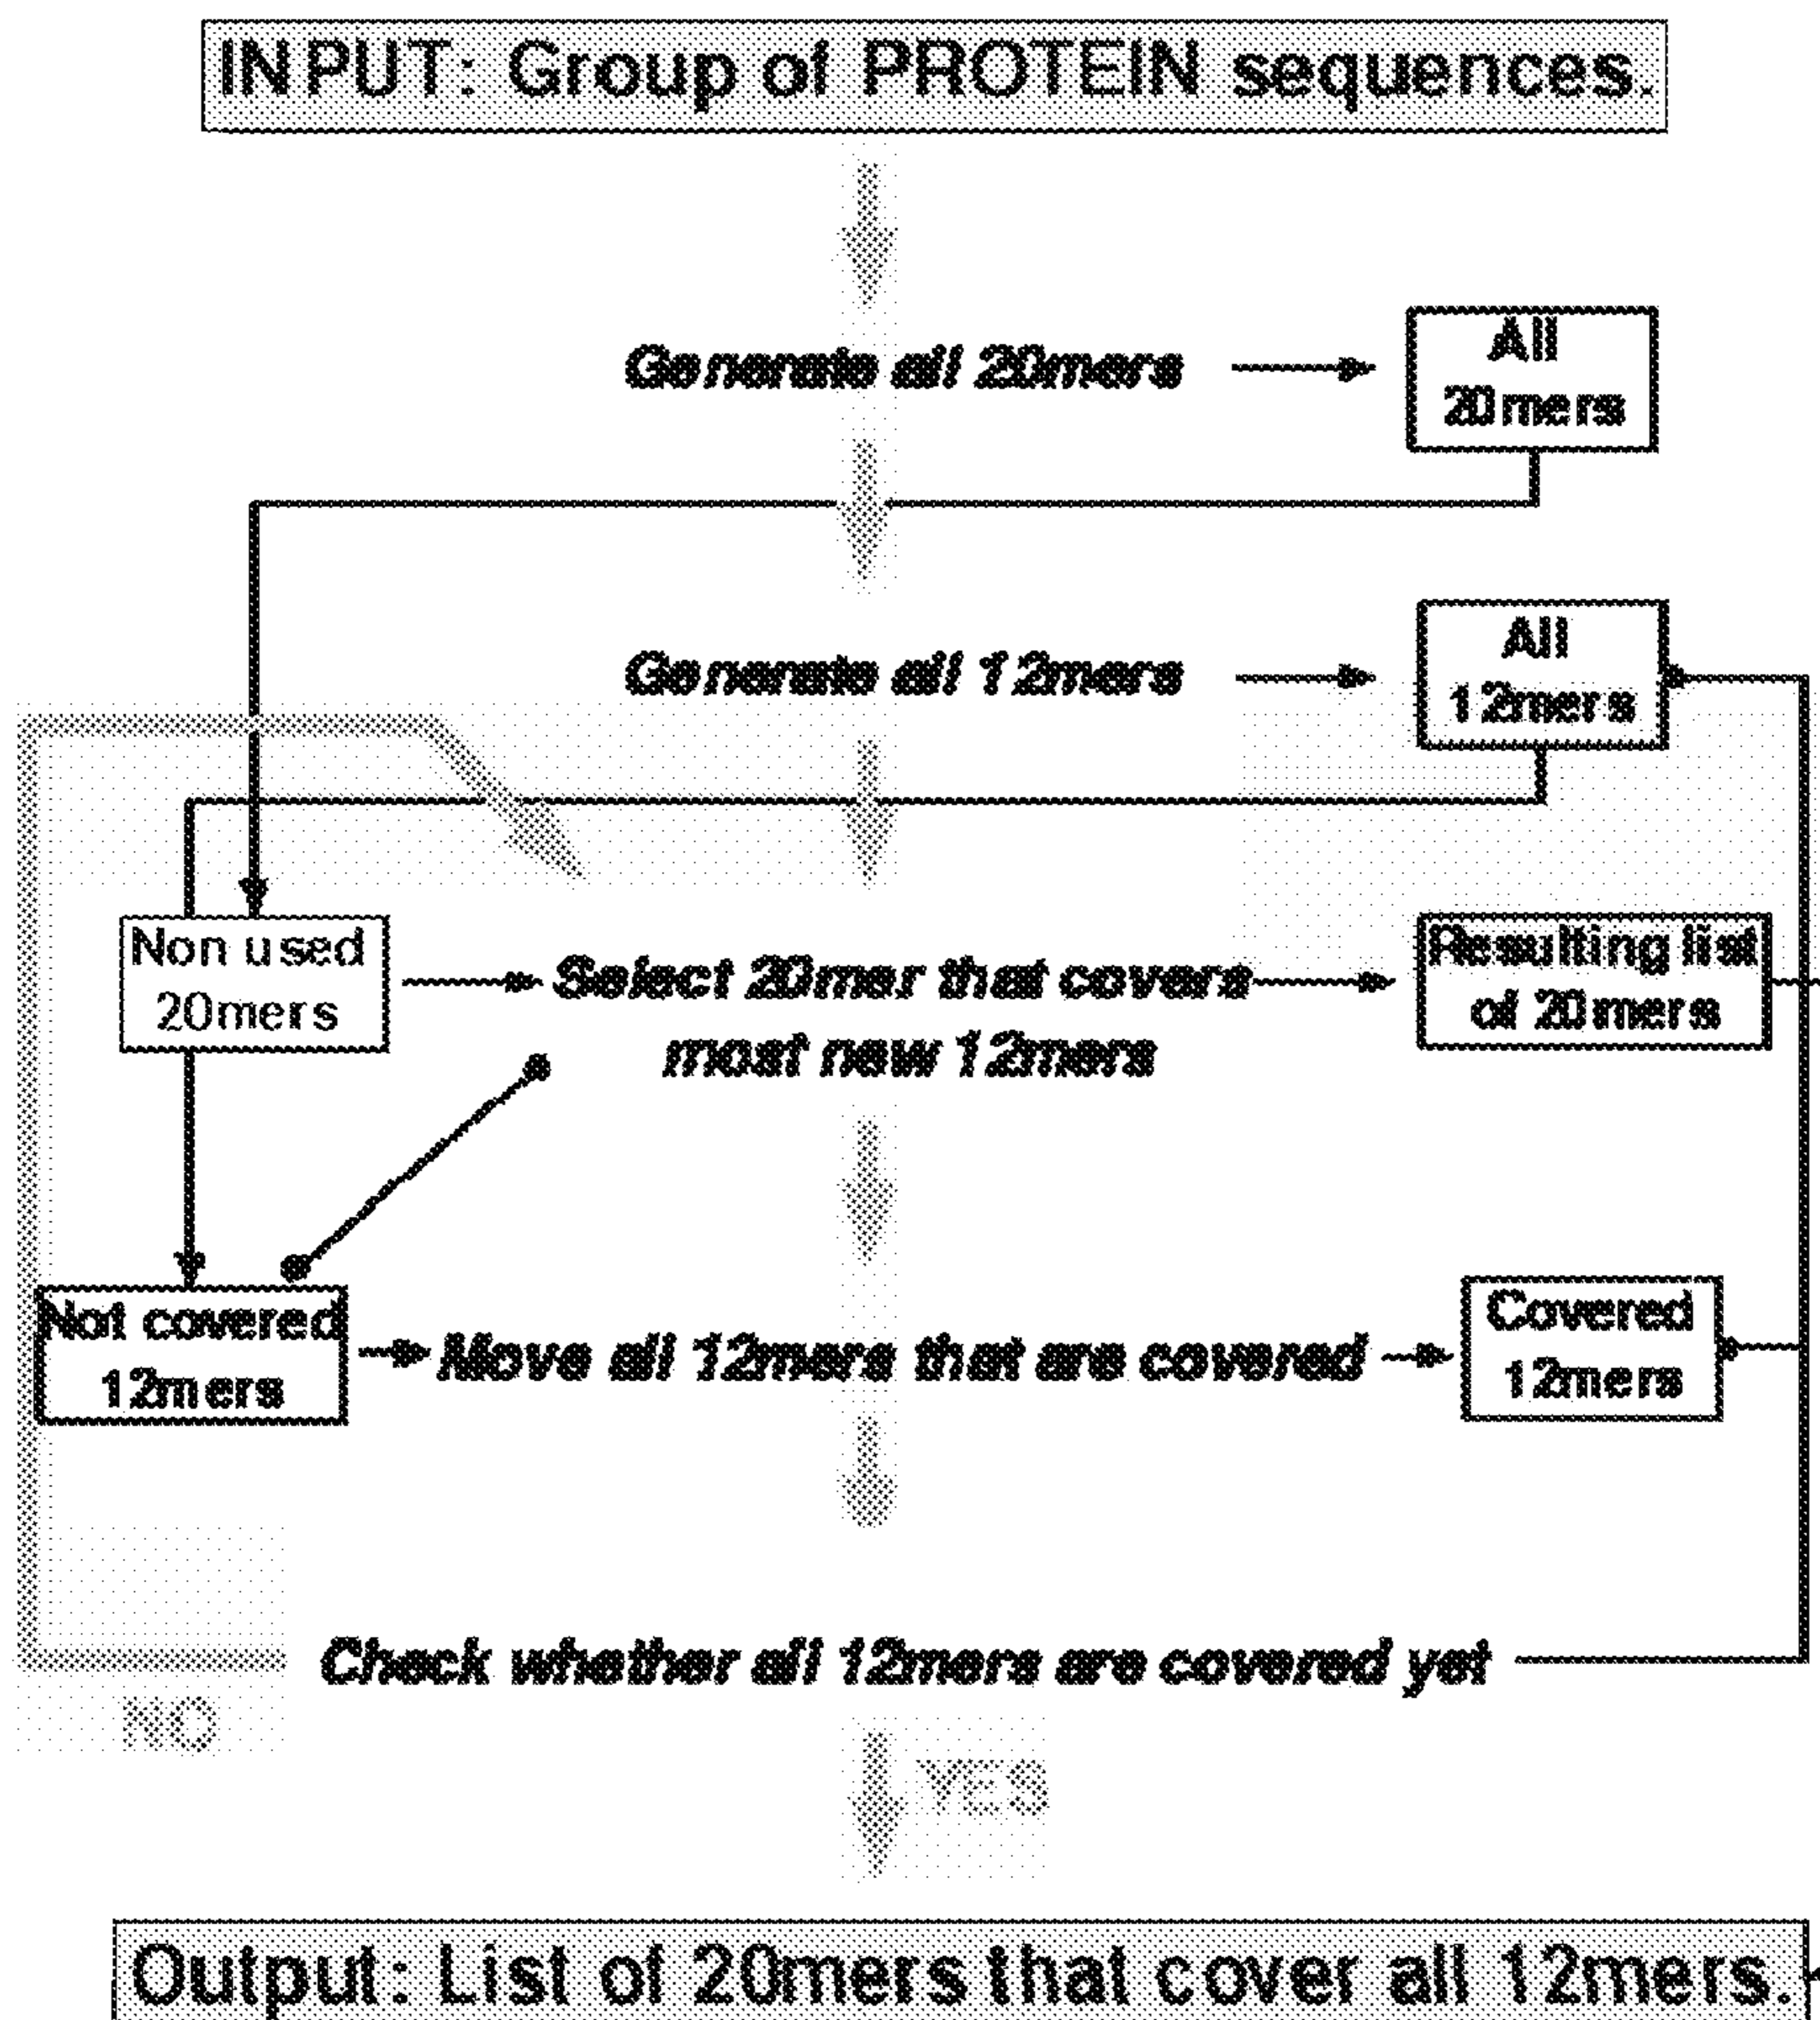 INPUT: Group of PROTEIN sequences.
Generate all 20mers
All
20mers
Generate all 12mers
All
12mers
Non used
20mers
Select 20mer that covers
most new 12mers
Resulting list
of 20mers
Not covered
12mers
Move all 12mers that are covered
Covered
12mers
Check whether all 12mers are covered yet
NO
YES
Output: List of 20mers that cover all 12mers.